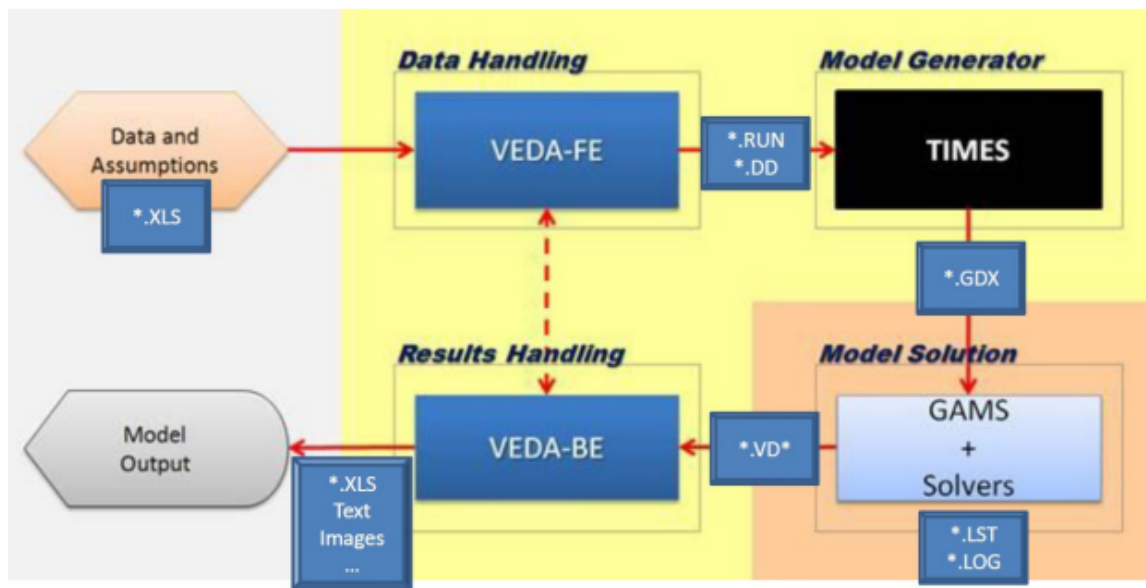 Data Handling
Model Generator
Data and
Assumptions
*.XLS
VEDA-FE
*.RUN
*.DD
TIMES
*.GDX
Results Handling
Model Solution
Model
Output
*.XLS
Text
Images
...
VEDA-BE
*.VD*
GAMS
+
Solvers
*.LST
*.LOG